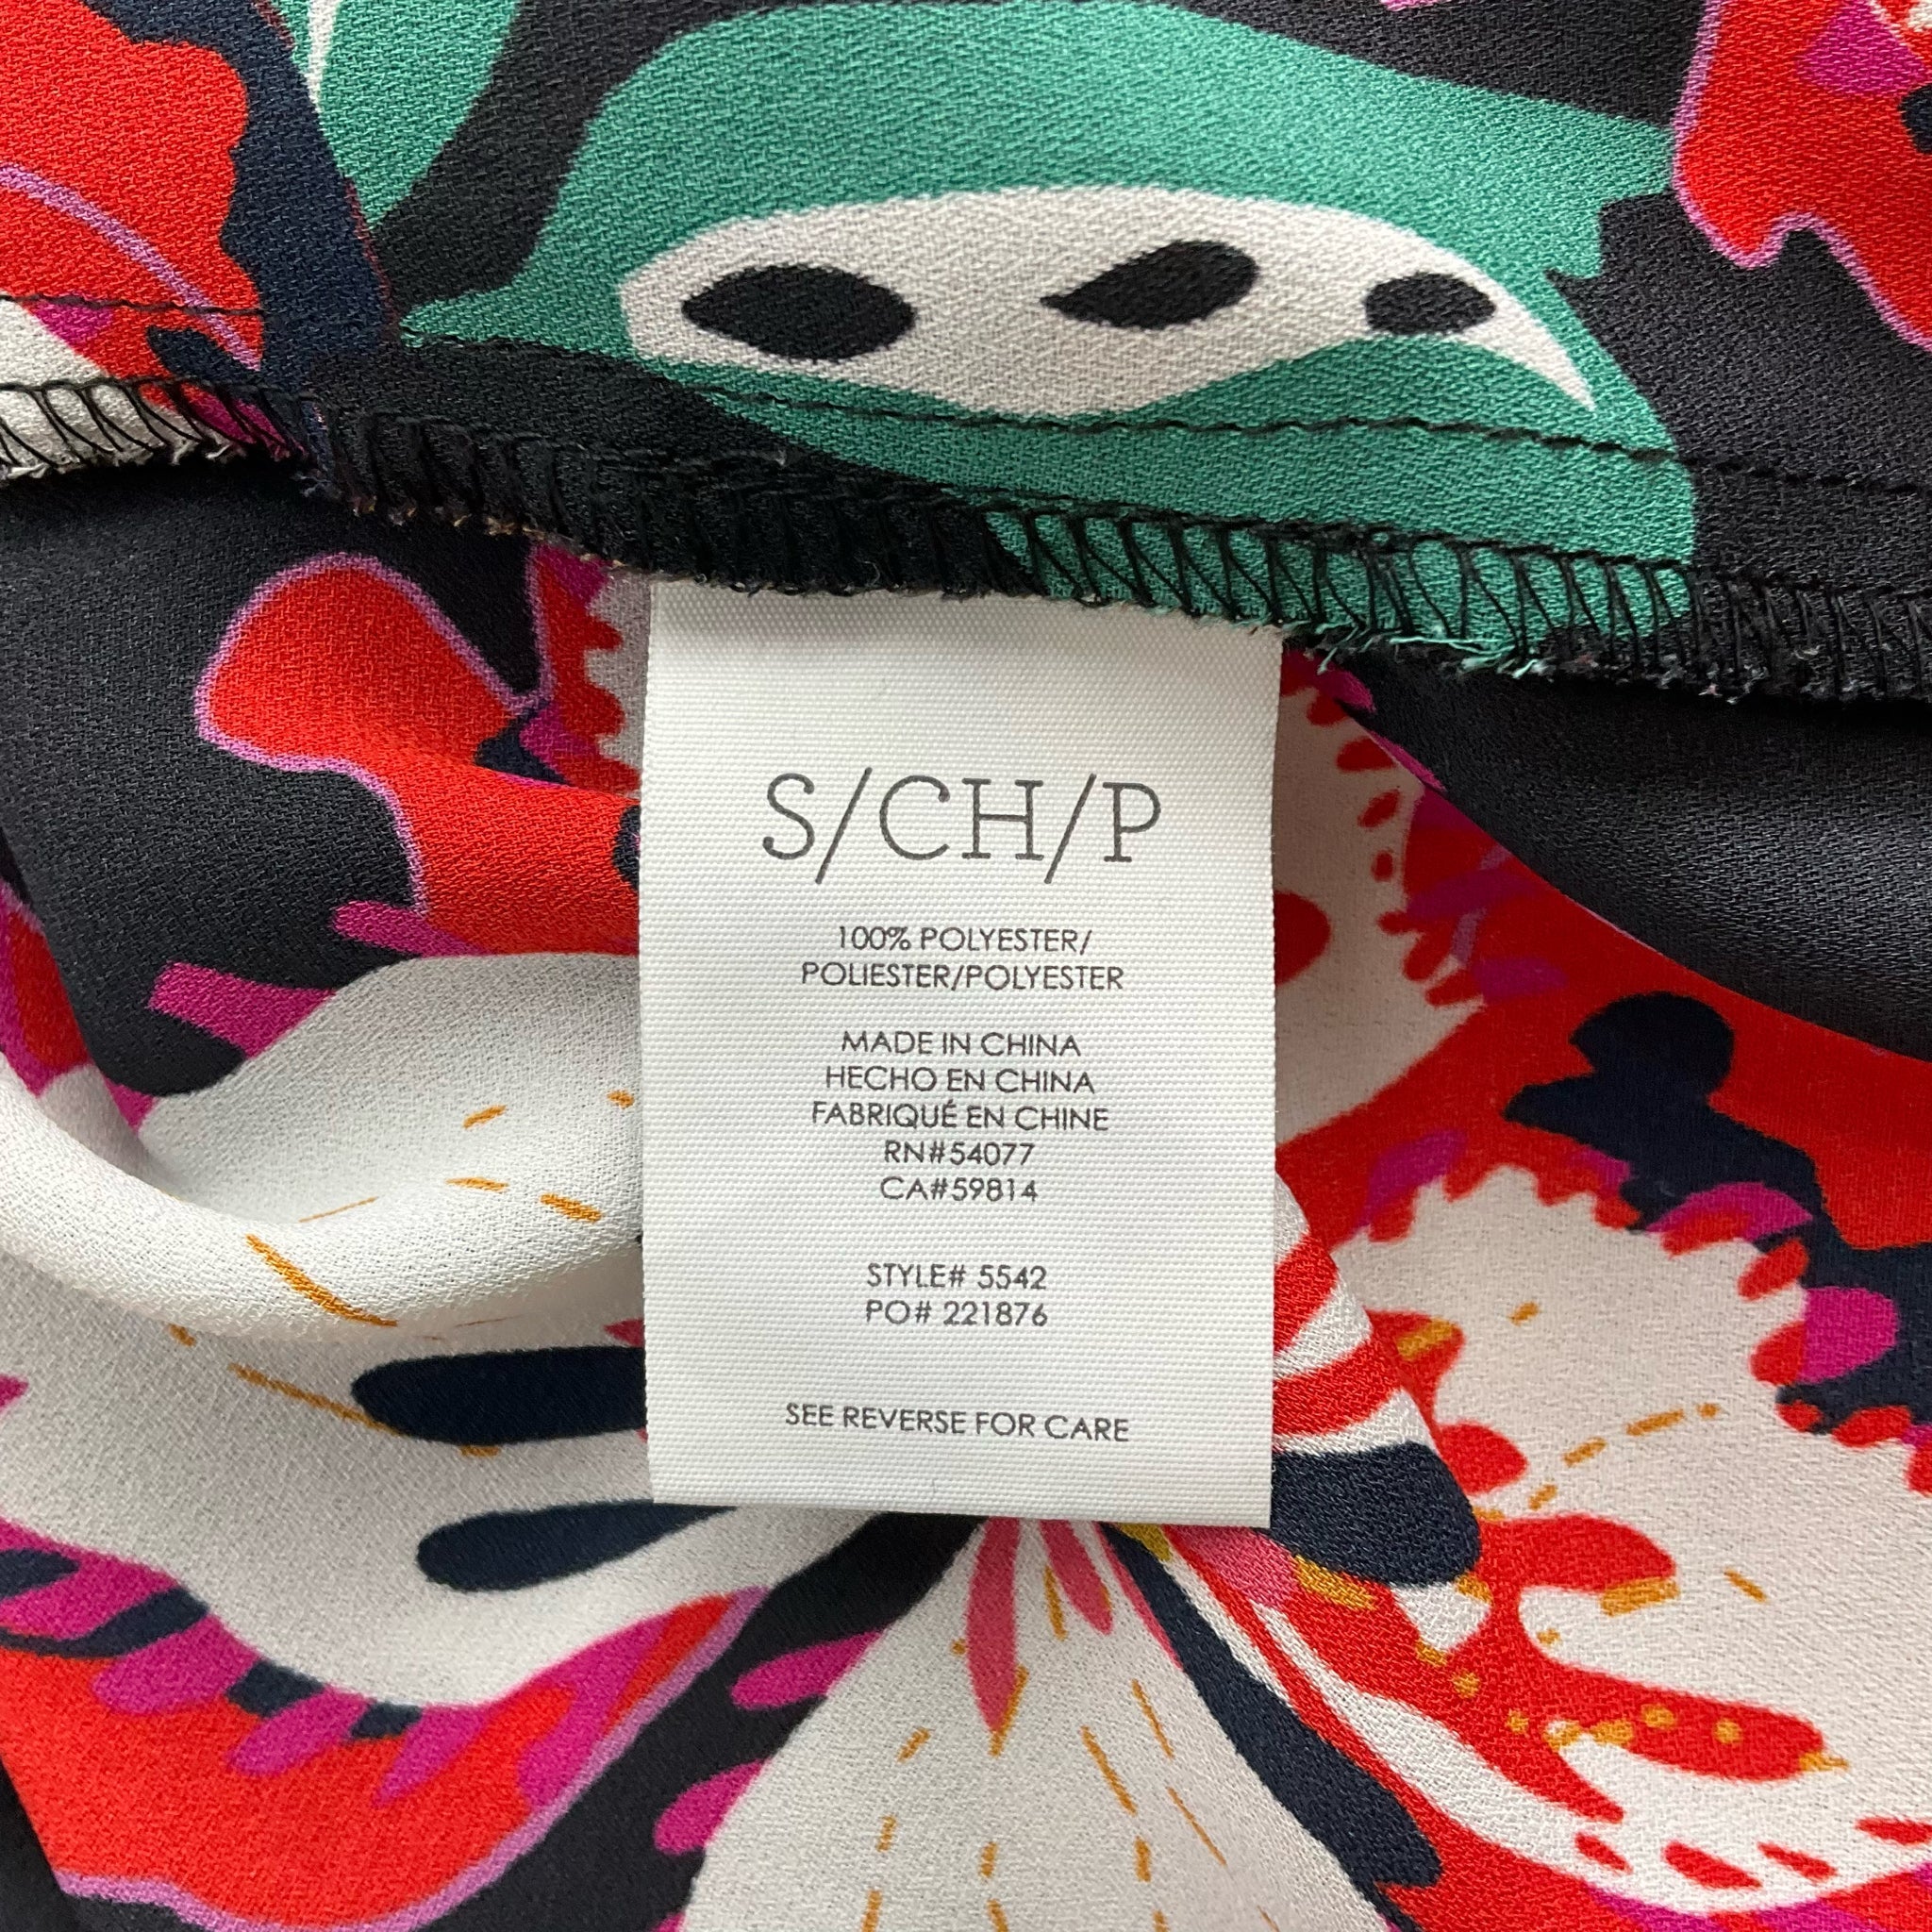 S/CH/P
100% POLYESTER/
POLIESTER/POLYESTER
MADE IN CHINA
HECHO EN CHINA
FABRIQUÉ EN CHINE
RN#54077
CA#59814
STYLE# 5542
PO# 221876
SEE REVERSE FOR CARE